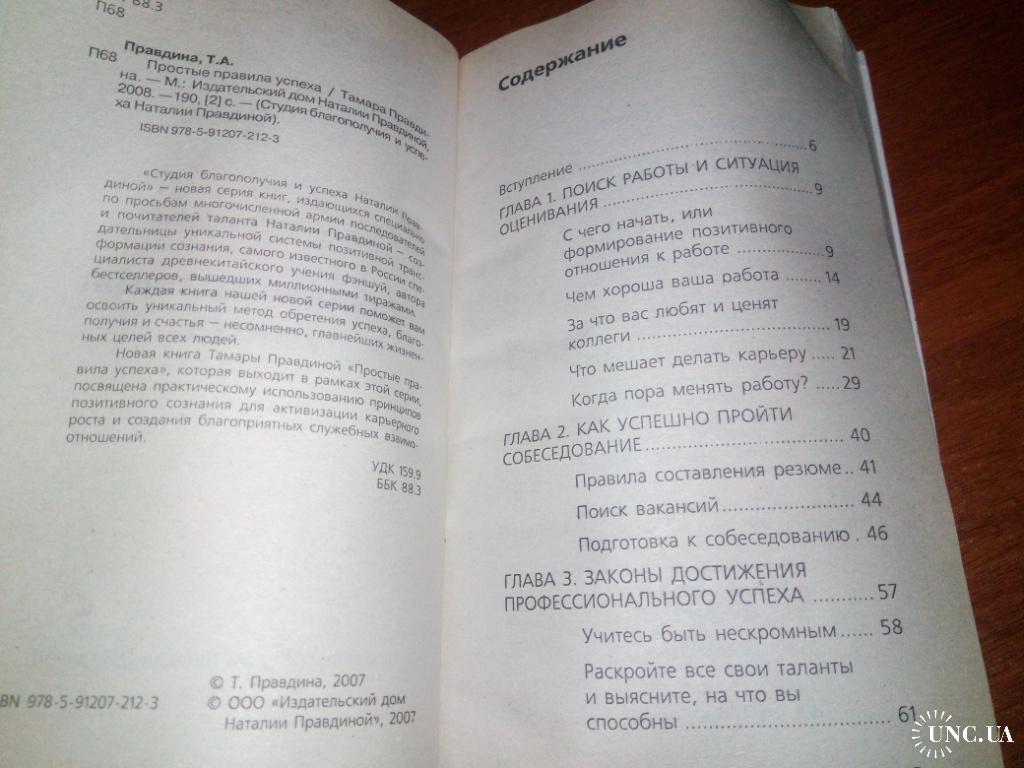 88.3
П68
Правдина, Т.А.
П68 Простые правила успеха / Тамара Правди-
на. — М.: Издательский дом Наталии Правдиной,
2008. — 190, [2] с. — (Студия благополучия и успе-
ха Наталии Правдиной).
ISBN 978-5-91207-212-3
«Студия благополучия и успеха Наталии Прав-
диной» — новая серия книг, издающихся специально
по просьбам многочисленной армии последователей
и почитателей таланта Наталии Правдиной — соз-
дательницы уникальной системы позитивной транс-
формации сознания, самого известного в России спе-
циалиста древнекитайского учения фэншуй, автора
бестселлеров, вышедших миллионными тиражами.
Каждая книга нашей новой серии поможет вам
освоить уникальный метод обретения успеха, благо-
получия и счастья — несомненно, главнейших жизнен-
ных целей всех людей.
Новая книга Тамары Правдиной «Простые пра-
вила успеха», которая выходит в рамках этой серии,
посвящена практическому использованию принципов
позитивного сознания для активизации карьерного
роста и создания благоприятных служебных взаимо-
отношений.
УДК 159.9
ББК 88.3
© Т. Правдина, 2007
BN 978-5-91207-212-3 © ООО «Издательский дом
Наталии Правдиной", 2007
Содержание
Вступление ........ 6
ГЛАВА 1. ПОИСК РАБОТЫ И СИТУАЦИЯ
ОЦЕНИВАНИЯ ........ 9
С чего начать, или
формирование позитивного
отношения к работе ........ 9
Чем хороша ваша работа ........ 14
За что вас любят и ценят
коллеги ........ 19
Что мешает делать карьеру ..... 21
Когда пора менять работу? ..... 29
ГЛАВА 2. КАК УСПЕШНО ПРОЙТИ
СОБЕСЕДОВАНИЕ ........ 40
Правила составления резюме .. 41
Поиск вакансий ........ 44
Подготовка к собеседованию . 46
ГЛАВА 3. ЗАКОНЫ ДОСТИЖЕНИЯ
ПРОФЕССИОНАЛЬНОГО УСПЕХА ........ 57
Учитесь быть нескромным ...... 58
Раскройте все свои таланты
и выясните, на что вы
способны ........ 61
UNC.UA